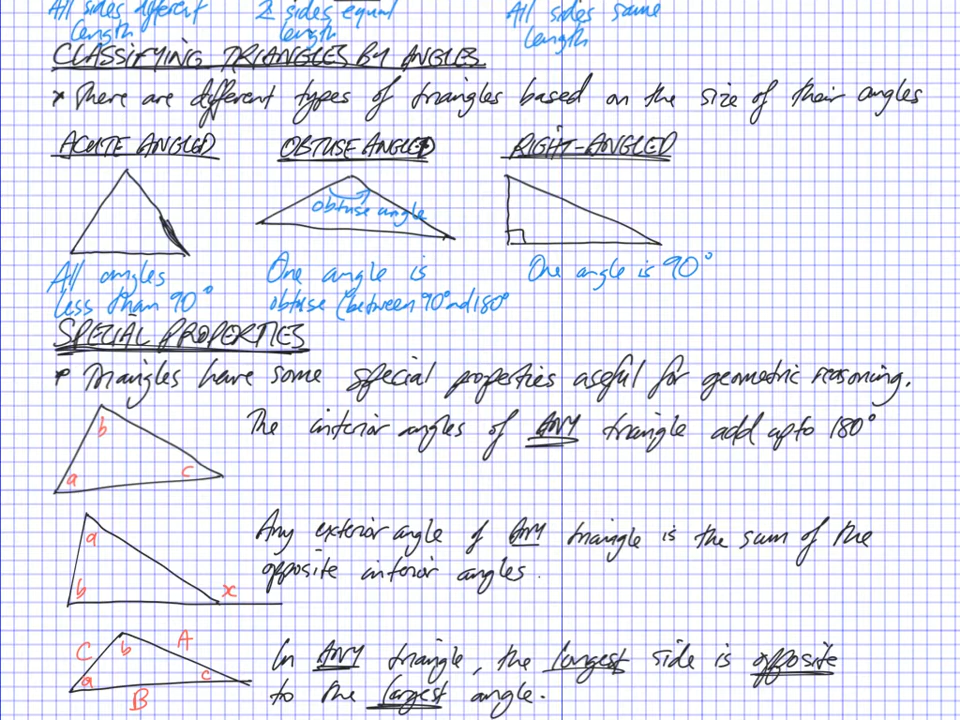 All sides different 2 sides equal All sides same
length length length
CLASSIFYING TRIANGLES BY ANGLES
* There are different types of triangles based on the size of their angles
ACUTE ANGLED OBTUSE ANGLED RIGHT-ANGLED
obtuse angle
All angles One angle is One angle is 90°
less than 90° obtuse (between 90° and 180°
SPECIAL PROPERTIES
* Triangles have some special properties useful for geometric reasoning.
b The interior angles of ANY triangle add up to 180°
a c
a Any exterior angle of ANY triangle is the sum of the
b x opposite interior angles.
C b A In ANY triangle, the longest side is opposite
a c B to the largest angle.